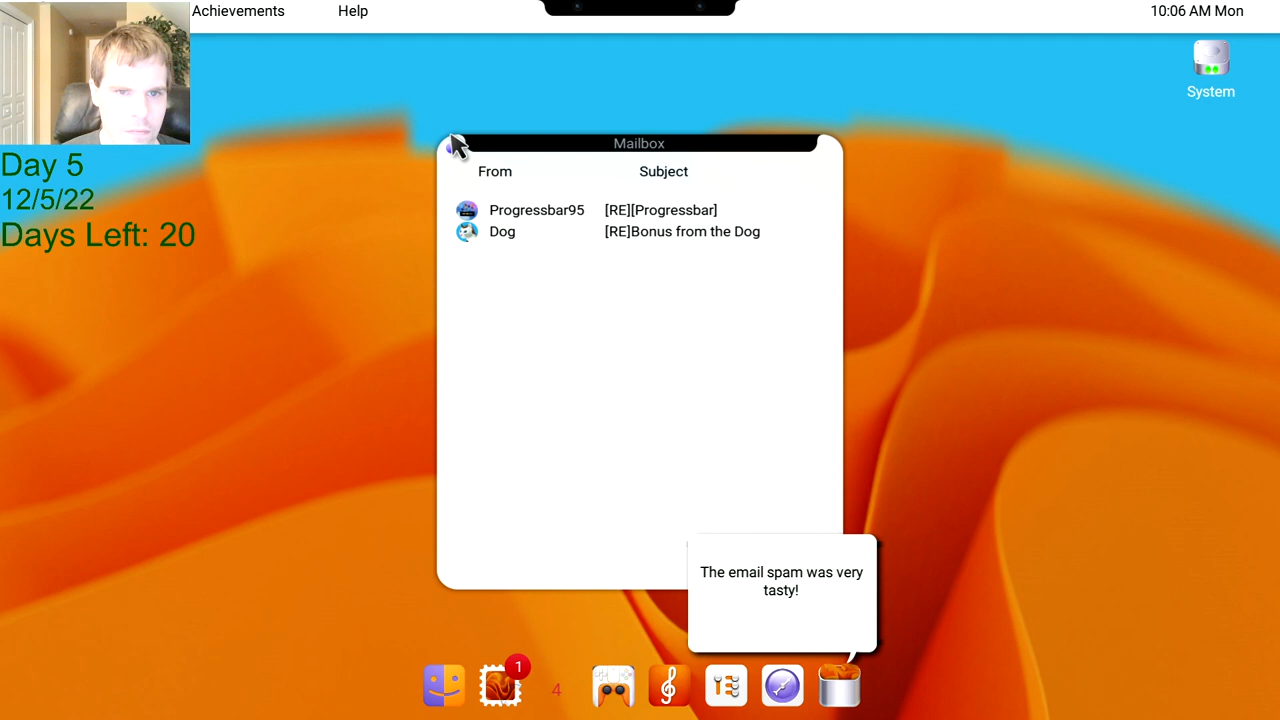 Achievements
Help
10:06 AM Mon
System
Day 5
12/5/22
Days Left: 20
Mailbox
From
Subject
Progressbar95
[RE][Progressbar]
Dog
[RE]Bonus from the Dog
The email spam was very
tasty!
1
4